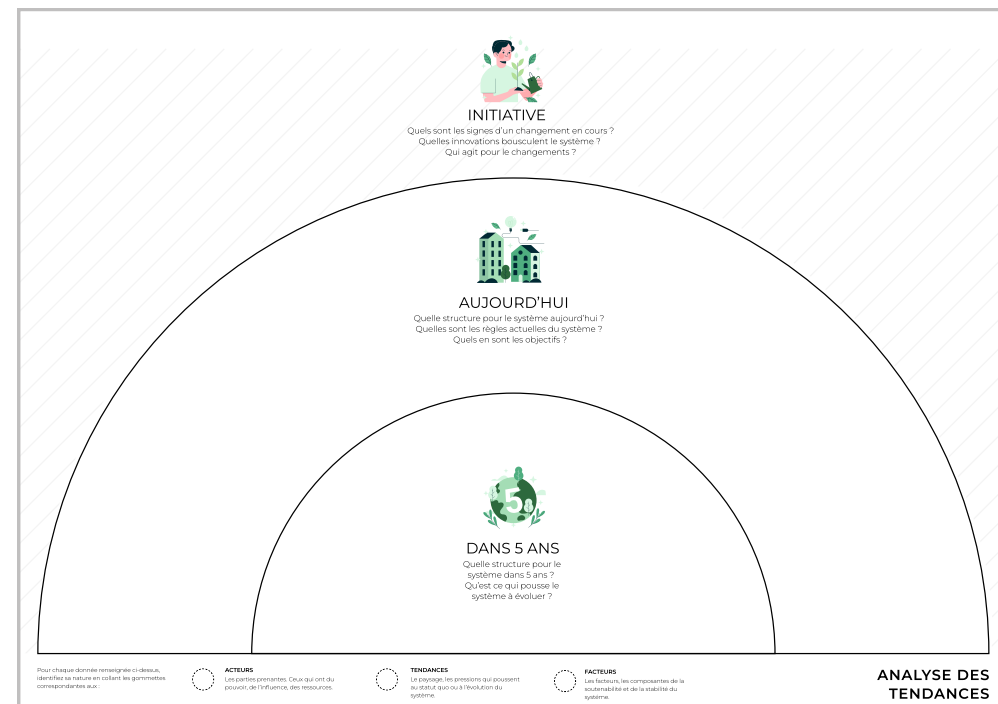 INITIATIVE
Quels sont les signes d'un changement en cours ?
Quelles innovations bousculent le système ?
Qui agit pour le changements ?
AUJOURD'HUI
Quelle structure pour le système aujourd'hui ?
Quelles sont les règles actuelles du système ?
Quels en sont les objectifs ?
5
DANS 5 ANS
Quelle structure pour le
système dans 5 ans ?
Qu'est ce qui pousse le
système à évoluer ?
Pour chaque donnée renseignée ci-dessus,
identifiez sa nature en collant les gommettes
correspondantes aux :
ACTEURS
Les parties prenantes. Ceux qui ont du
pouvoir, de l'influence, des ressources.
TENDANCES
Le paysage, les pressions qui poussent
au statut quo ou à l'évolution du
système.
FACTEURS
Les facteurs, les composantes de la
soutenabilité et de la stabilité du
système.
ANALYSE DES
TENDANCES